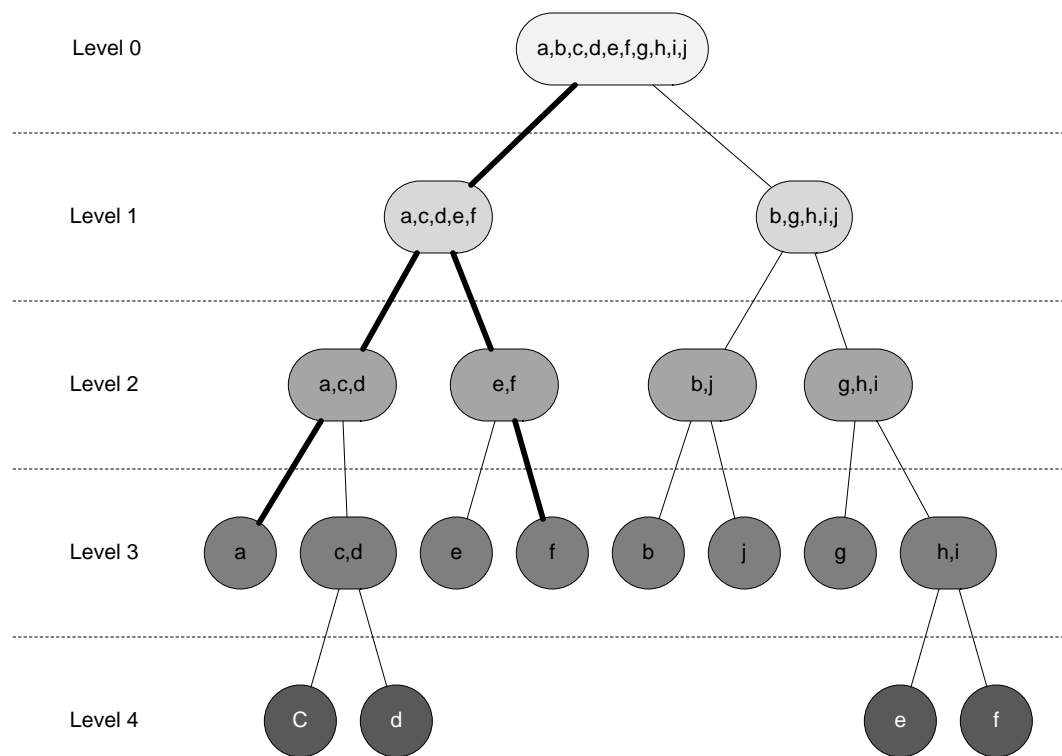 Level 0
a,b,c,d,e,f,g,h,i,j
Level 1
a,c,d,e,f
b,g,h,i,j
Level 2
a,c,d
e,f
b,j
g,h,i
Level 3
a
c,d
e
f
b
j
g
h,i
Level 4
C
d
e
f